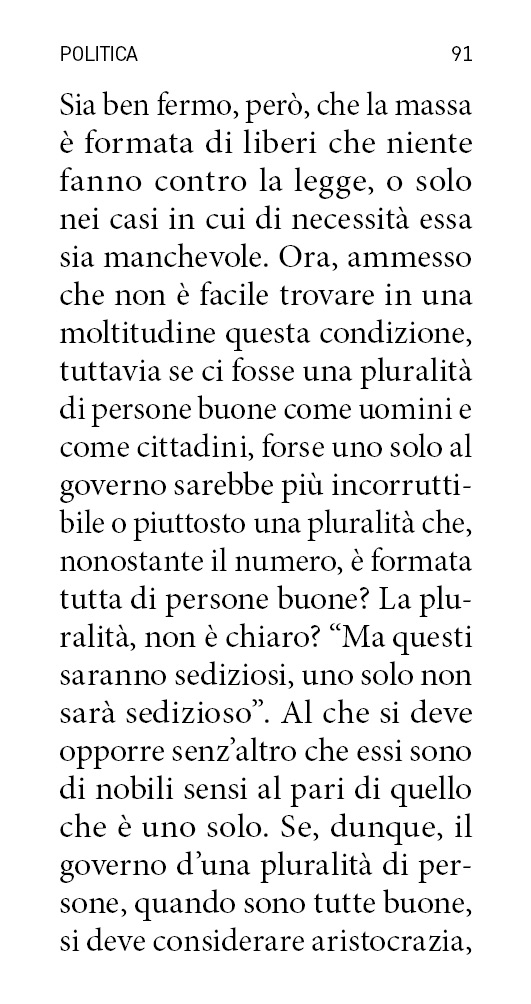 POLITICA 91
Sia ben fermo, però, che la massa
è formata di liberi che niente
fanno contro la legge, o solo
nei casi in cui di necessità essa
sia manchevole. Ora, ammesso
che non è facile trovare in una
moltitudine questa condizione,
tuttavia se ci fosse una pluralità
di persone buone come uomini e
come cittadini, forse uno solo al
governo sarebbe più incorrutti-
bile o piuttosto una pluralità che,
nonostante il numero, è formata
tutta di persone buone? La plu-
ralità, non è chiaro? “Ma questi
saranno sediziosi, uno solo non
sarà sedizioso”. Al che si deve
opporre senz’altro che essi sono
di nobili sensi al pari di quello
che è uno solo. Se, dunque, il
governo d’una pluralità di per-
sone, quando sono tutte buone,
si deve considerare aristocrazia,